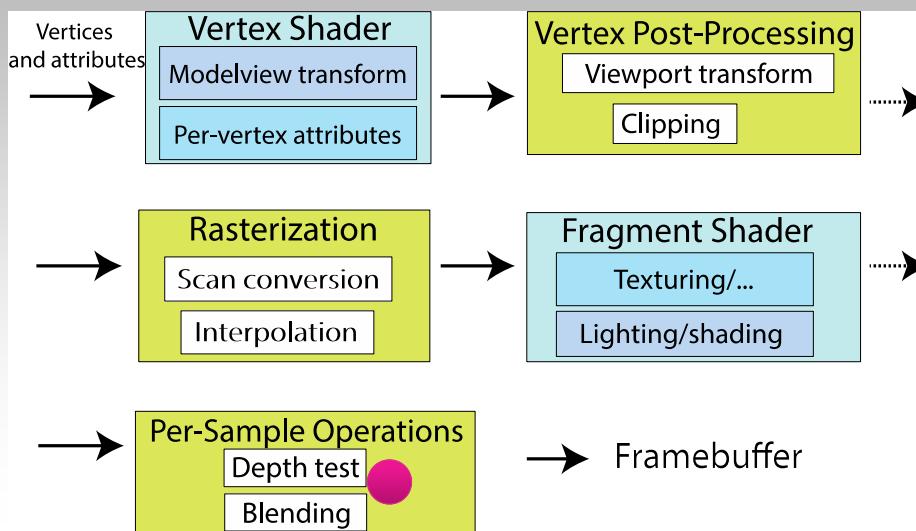 Vertices
and attributes
Vertex Shader
Modelview transform
Per-vertex attributes
Vertex Post-Processing
Viewport transform
Clipping
Rasterization
Scan conversion
Interpolation
Fragment Shader
Texturing/...
Lighting/shading
Per-Sample Operations
Depth test
Blending
Framebuffer